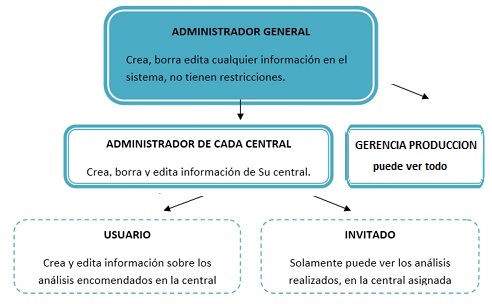 ADMINISTRADOR GENERAL
Crea, borra edita cualquier información en el
sistema, no tienen restricciones.
ADMINISTRADOR DE CADA CENTRAL
Crea, borra y edita información de Su central.
GERENCIA PRODUCCION
puede ver todo
USUARIO
Crea y edita información sobre los
análisis encomendados en la central
INVITADO
Solamente puede ver los análisis
realizados, en la central asignada